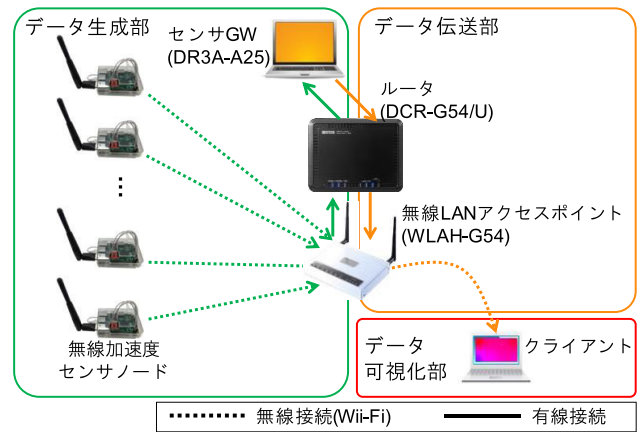 データ生成部
センサGW
(DR3A-A25)
データ伝送部
ルータ
(DCR-G54/U)
無線LANアクセスポイント
(WLAH-G54)
無線加速度
センサノード
データ
可視化部
クライアント
無線接続(Wii-Fi)
有線接続